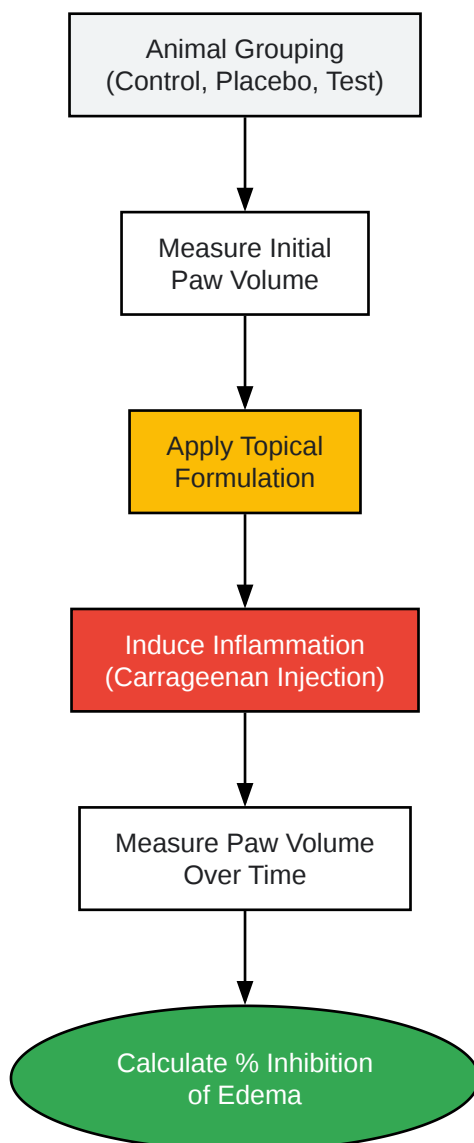 Animal Grouping
(Control, Placebo, Test)
Measure Initial
Paw Volume
Apply Topical
Formulation
Induce Inflammation
(Carrageenan Injection)
Measure Paw Volume
Over Time
Calculate % Inhibition
of Edema